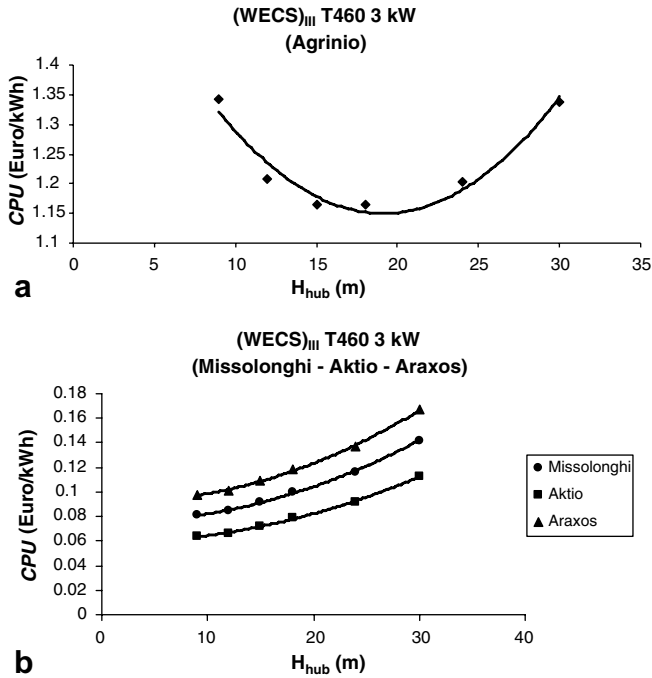 (WECS)III T460 3 kW
(Agrinio)
1.4
1.35
1.3
1.25
1.2
1.15
1.1
CPU (Euro/kWh)
0 5 10 15 20 25 30 35
Hhub (m)
a
(WECS)III T460 3 kW
(Missolonghi - Aktio - Araxos)
0.18
0.16
0.14
0.12
0.1
0.08
0.06
0.04
0.02
0
CPU (Euro/kWh)
0 10 20 30 40
Hhub (m)
Missolonghi
Aktio
Araxos
b